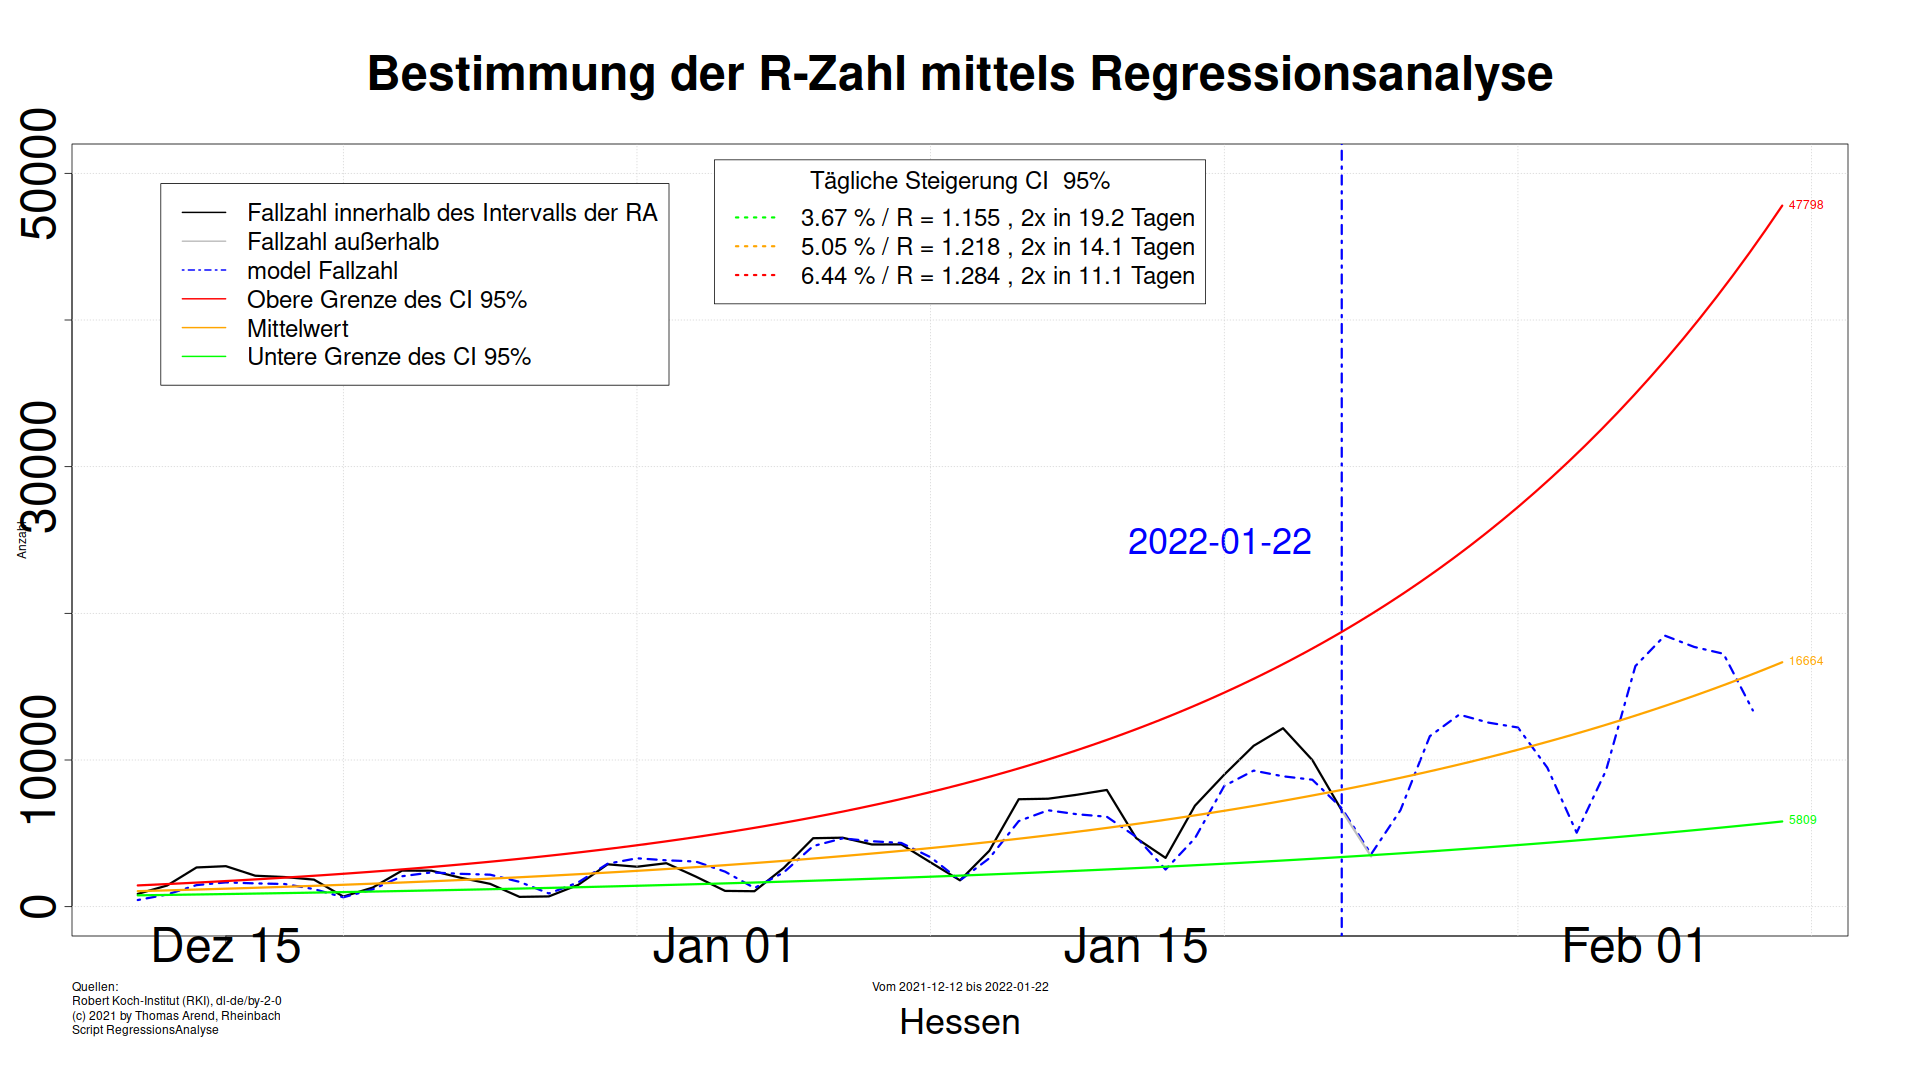 Bestimmung der R-Zahl mittels Regressionsanalyse
50000
30000
10000
0
Anzahl
Fallzahl innerhalb des Intervalls der RA
Fallzahl außerhalb
model Fallzahl
Obere Grenze des CI 95%
Mittelwert
Untere Grenze des CI 95%
Tägliche Steigerung CI 95%
3.67 % / R = 1.155 , 2x in 19.2 Tagen
5.05 % / R = 1.218 , 2x in 14.1 Tagen
6.44 % / R = 1.284 , 2x in 11.1 Tagen
47798
2022-01-22
16664
5809
Dez 15
Jan 01
Jan 15
Feb 01
Quellen:
Robert Koch-Institut (RKI), dl-de/by-2-0
(c) 2021 by Thomas Arend, Rheinbach
Script RegressionsAnalyse
Vom 2021-12-12 bis 2022-01-22
Hessen